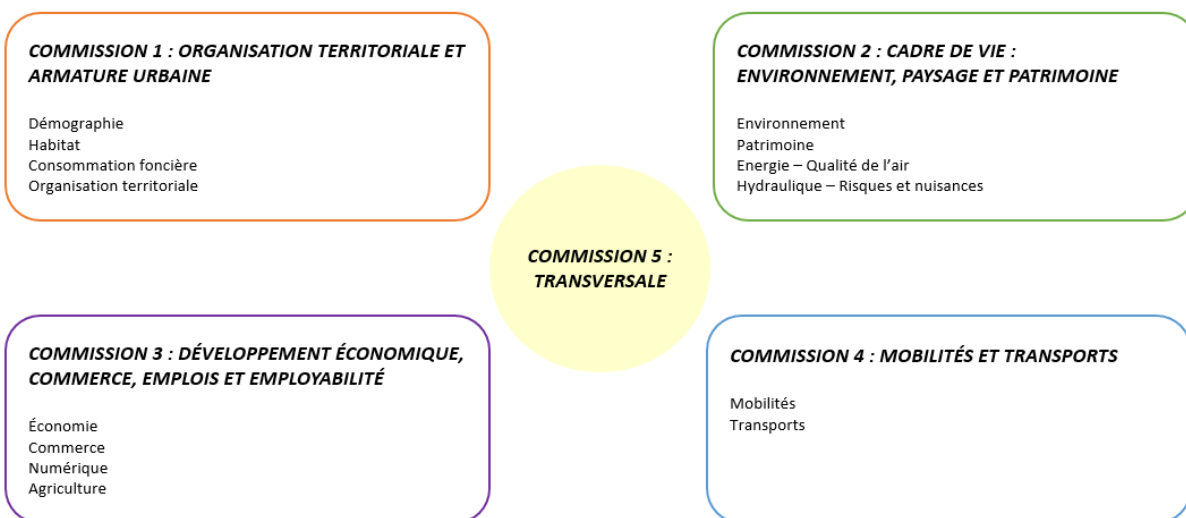 COMMISSION 1 : ORGANISATION TERRITORIALE ET
ARMATURE URBAINE
Démographie
Habitat
Consommation foncière
Organisation territoriale
COMMISSION 2 : CADRE DE VIE :
ENVIRONNEMENT, PAYSAGE ET PATRIMOINE
Environnement
Patrimoine
Energie – Qualité de l'air
Hydraulique – Risques et nuisances
COMMISSION 5 :
TRANSVERSALE
COMMISSION 3 : DÉVELOPPEMENT ÉCONOMIQUE,
COMMERCE, EMPLOIS ET EMPLOYABILITÉ
Économie
Commerce
Numérique
Agriculture
COMMISSION 4 : MOBILITÉS ET TRANSPORTS
Mobilités
Transports